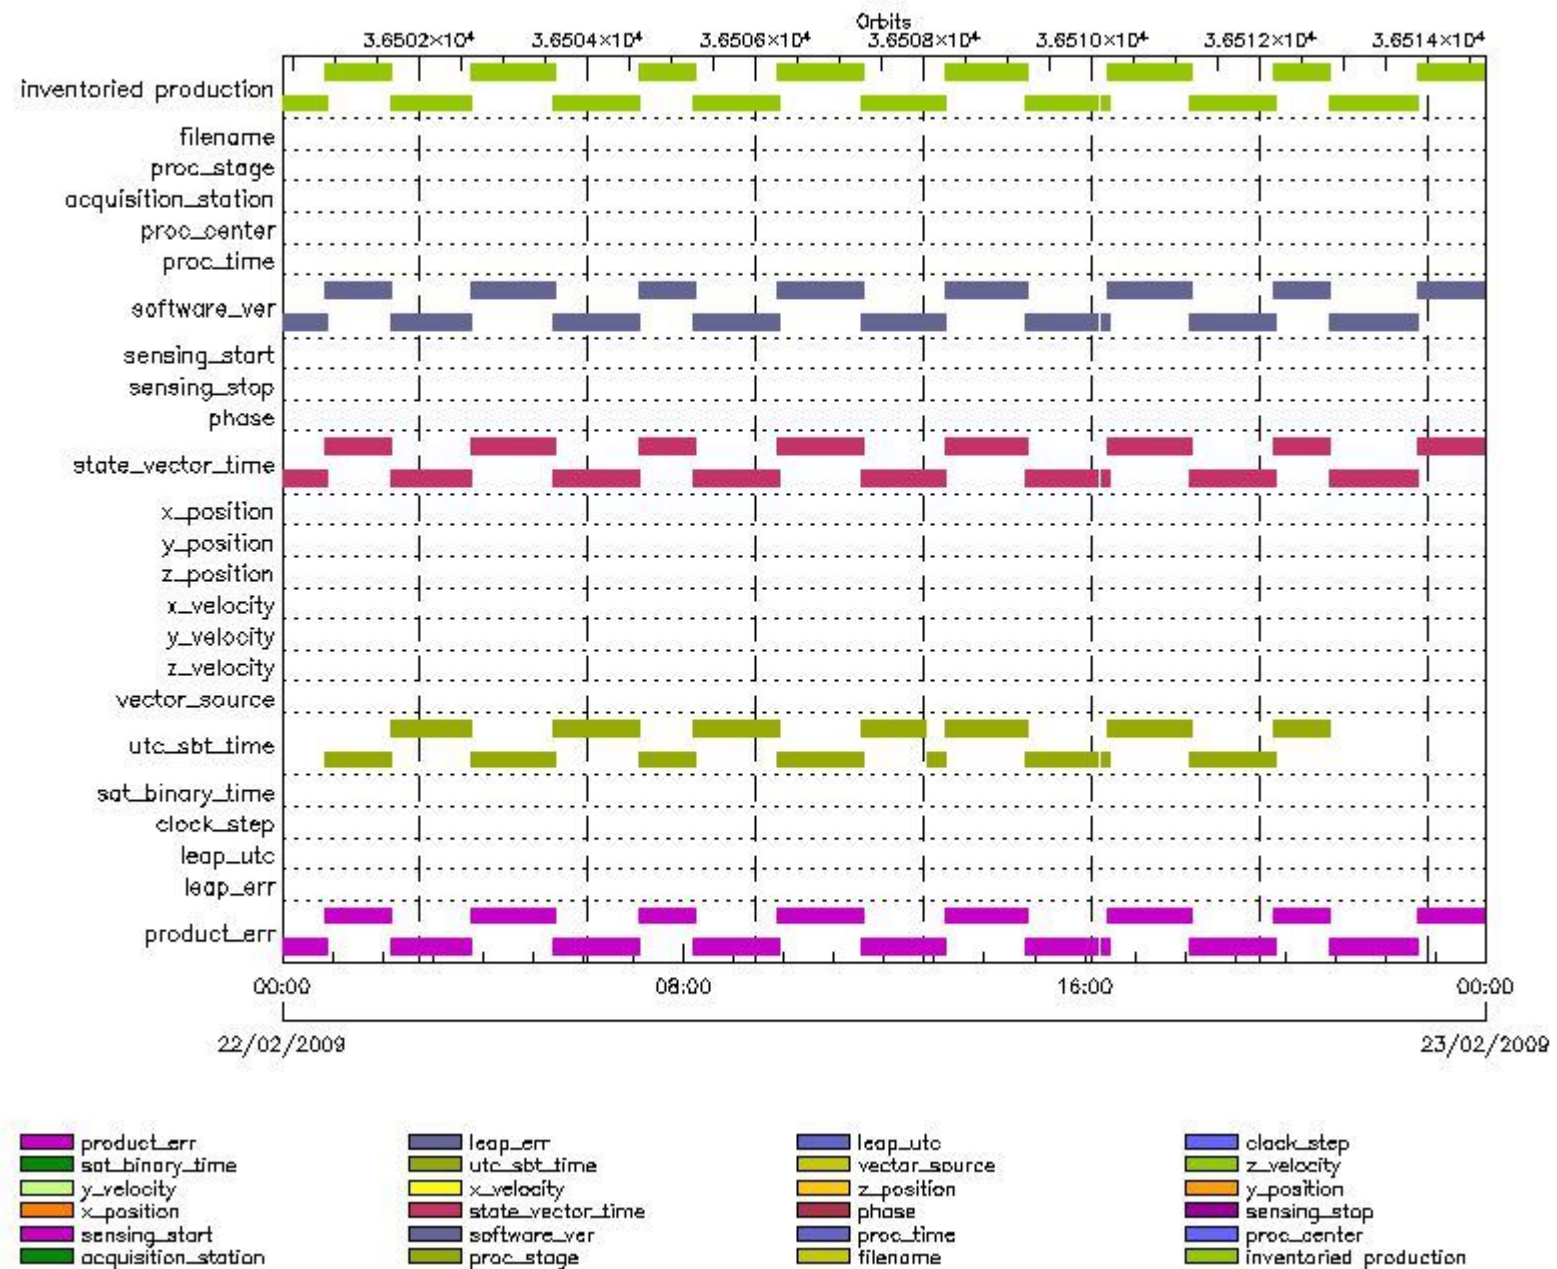 Orbits
3.6502×10⁴ 3.6504×10⁴ 3.6506×10⁴ 3.6508×10⁴ 3.6510×10⁴ 3.6512×10⁴ 3.6514×10⁴
inventoried production
filename
proc_stage
acquisition_station
proc_center
proc_time
software_ver
sensing_start
sensing_stop
phase
state_vector_time
x_position
y_position
z_position
x_velocity
y_velocity
z_velocity
vector_source
utc_sbt_time
sat_binary_time
clock_step
leap_utc
leap_err
product_err
00:00 08:00 16:00 00:00
22/02/2009 23/02/2009
product_err leap_err leap_utc clock_step
sat_binary_time utc_sbt_time vector_source z_velocity
y_velocity x_velocity z_position y_position
x_position state_vector_time phase sensing_stop
sensing_start software_ver proc_time proc_center
acquisition_station proc_stage filename inventoried production